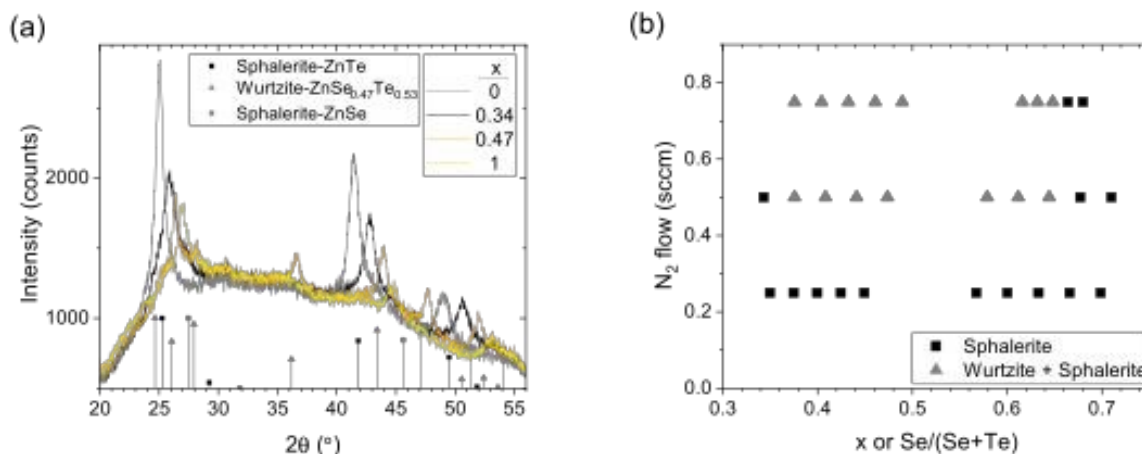 (a)
Sphalerite-ZnTe
Wurtzite-ZnSe0.47Te0.53
Sphalerite-ZnSe
x
0
0.34
0.47
1
2000
1000
Intensity (counts)
20 25 30 35 40 45 50 55
2θ (°)
(b)
0.8
0.6
0.4
0.2
0.0
N2 flow (sccm)
Sphalerite
Wurtzite + Sphalerite
0.3 0.4 0.5 0.6 0.7
x or Se/(Se+Te)